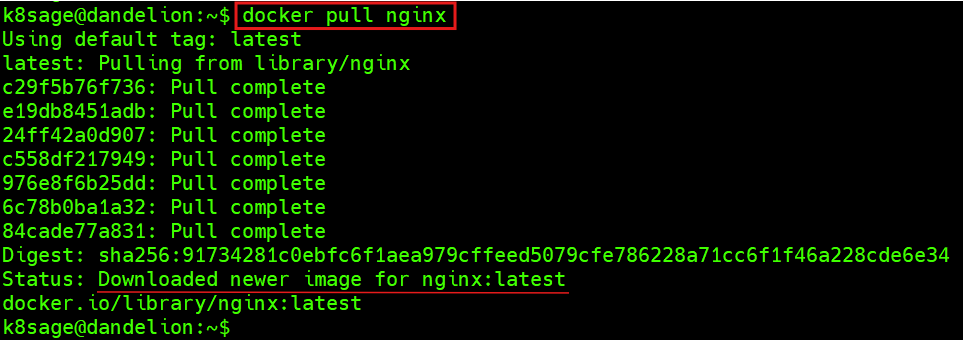 k8sage@dandelion:~$ docker pull nginx
Using default tag: latest
latest: Pulling from library/nginx
c29f5b76f736: Pull complete
e19db8451adb: Pull complete
24ff42a0d907: Pull complete
c558df217949: Pull complete
976e8f6b25dd: Pull complete
6c78b0ba1a32: Pull complete
84cade77a831: Pull complete
Digest: sha256:91734281c0ebfc6f1aea979cffeed5079cfe786228a71cc6f1f46a228cde6e34
Status: Downloaded newer image for nginx:latest
docker.io/library/nginx:latest
k8sage@dandelion:~$